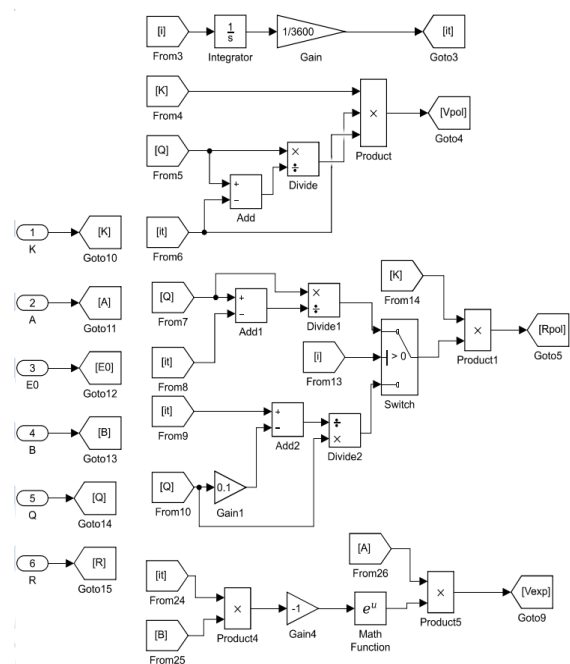 [i]
From3
1
s
Integrator
1/3600
Gain
[it]
Goto3
[K]
From4
[Q]
From5
+
−
Add
×
÷
Divide
[it]
From6
×
Product
[Vpol]
Goto4
1
K
[K]
Goto10
2
A
[A]
Goto11
3
E0
[E0]
Goto12
4
B
[B]
Goto13
5
Q
[Q]
Goto14
6
R
[R]
Goto15
[Q]
From7
+
−
Add1
×
÷
Divide1
[it]
From8
[i]
From13
> 0
Switch
[K]
From14
×
Product1
[Rpol]
Goto5
[it]
From9
+
−
Add2
÷
×
Divide2
[Q]
From10
0.1
Gain1
[it]
From24
[B]
From25
×
Product4
-1
Gain4
e^u
Math
Function
[A]
From26
×
Product5
[Vexp]
Goto9